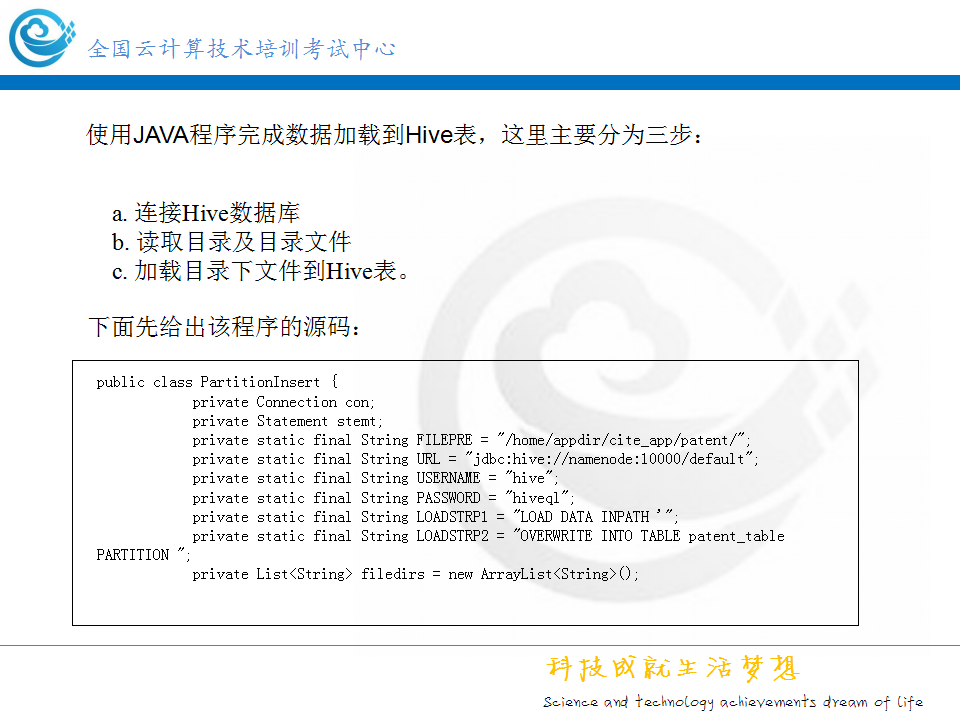 全国云计算技术培训考试中心
使用JAVA程序完成数据加载到Hive表，这里主要分为三步：
a. 连接Hive数据库
b. 读取目录及目录文件
c. 加载目录下文件到Hive表。
下面先给出该程序的源码：
public class PartitionInsert {
private Connection con;
private Statement stemt;
private static final String FILEPRE = "/home/appdir/cite_app/patent/";
private static final String URL = "jdbc:hive://namenode:10000/default";
private static final String USERNAME = "hive";
private static final String PASSWORD = "hiveql";
private static final String LOADSTRP1 = "LOAD DATA INPATH '";
private static final String LOADSTRP2 = "OVERWRITE INTO TABLE patent_table
PARTITION ";
private List<String> filedirs = new ArrayList<String>();
科技成就生活梦想
Science and technology achievements dream of life